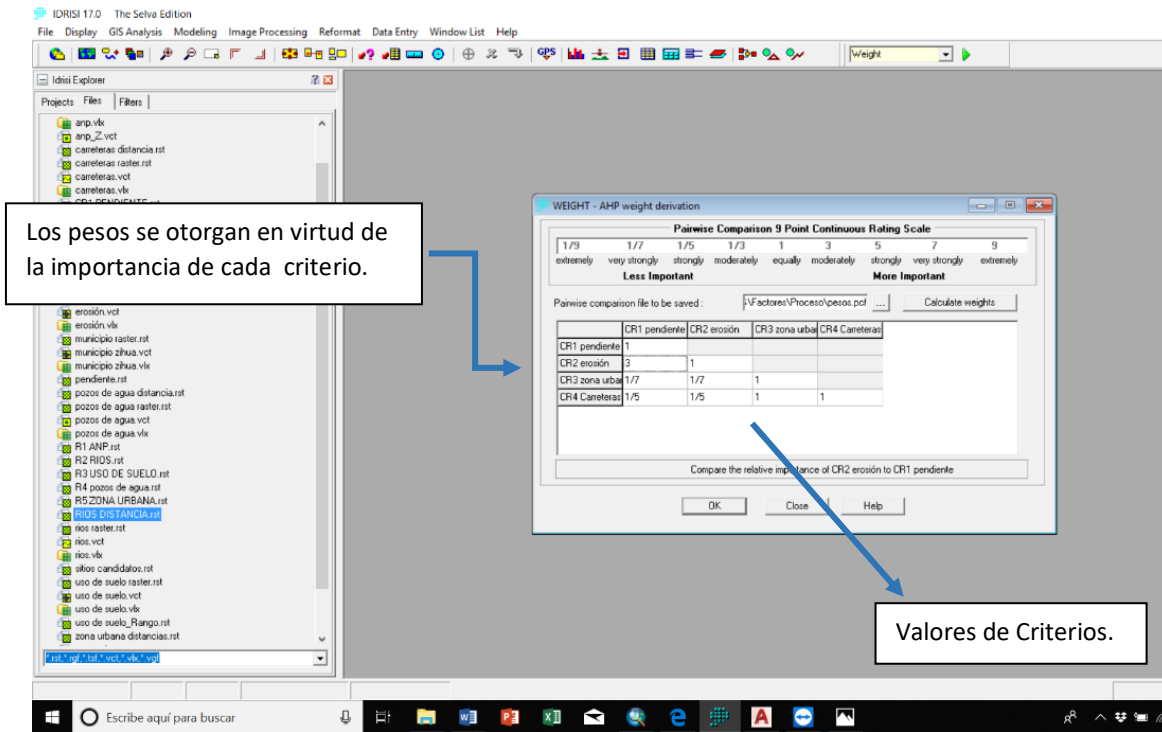 IDRISI 17.0 The Selva Edition
File Display GIS Analysis Modeling Image Processing Reformat Data Entry Window List Help
GPS
Weight
Idrisi Explorer
Projects Files Filters
anp.vlx
anp_Z.vct
carreteras distancia.rst
carreteras raster.rst
carreteras.vct
carreteras.vlx
CR1 PENDIENTE.rst
Los pesos se otorgan en virtud de
la importancia de cada criterio.
erosión.vct
erosión.vlx
municipio raster.rst
municipio zihua.vct
municipio zihua.vlx
pendiente.rst
pozos de agua distancia.rst
pozos de agua raster.rst
pozos de agua.vct
pozos de agua.vlx
R1 ANP.rst
R2 RIOS.rst
R3 USO DE SUELO.rst
R4 pozos de agua.rst
R5 ZONA URBANA.rst
RIOS DISTANCIA.rst
rios raster.rst
rios.vct
rios.vlx
sitios candidatos.rst
uso de suelo raster.rst
uso de suelo.vct
uso de suelo.vlx
uso de suelo_Rango.rst
zona urbana distancias.rst
*.rst,*.rgf,*.tsf,*.vct,*.vlx,*.vgf
WEIGHT - AHP weight derivation
Pairwise Comparison 9 Point Continuous Rating Scale
1/9 1/7 1/5 1/3 1 3 5 7 9
extremely very strongly strongly moderately equally moderately strongly very strongly extremely
Less Important More Important
Pairwise comparison file to be saved : \Factores\Proceso\pesos.pcf ... Calculate weights
CR1 pendiente CR2 erosión CR3 zona urba CR4 Carreteras
CR1 pendiente 1
CR2 erosión 3 1
CR3 zona urba 1/7 1/7 1
CR4 Carreteras 1/5 1/5 1 1
Compare the relative importance of CR2 erosión to CR1 pendiente
OK Close Help
Valores de Criterios.
Escribe aquí para buscar